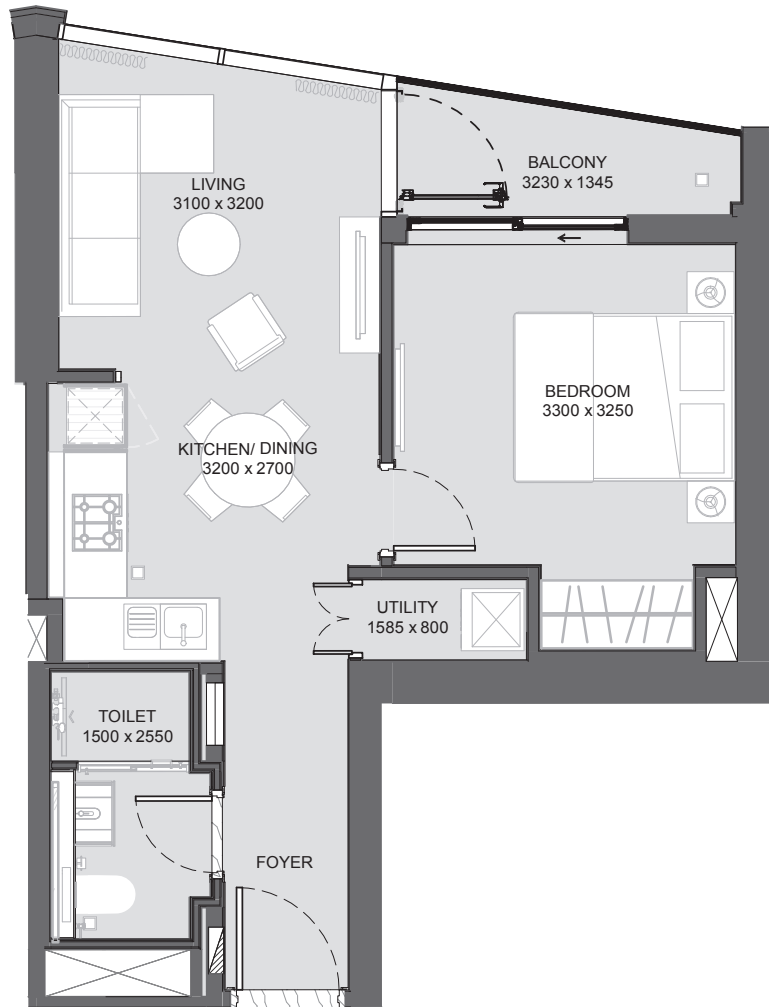 BALCONY
3230 x 1345
LIVING
3100 x 3200
BEDROOM
3300 x 3250
KITCHEN/ DINING
3200 x 2700
UTILITY
1585 x 800
TOILET
1500 x 2550
FOYER